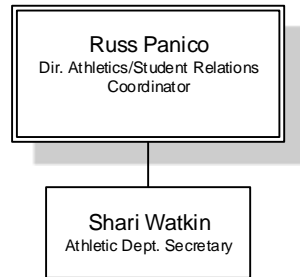 Russ Panico
Dir. Athletics/Student Relations
Coordinator
Shari Watkin
Athletic Dept. Secretary